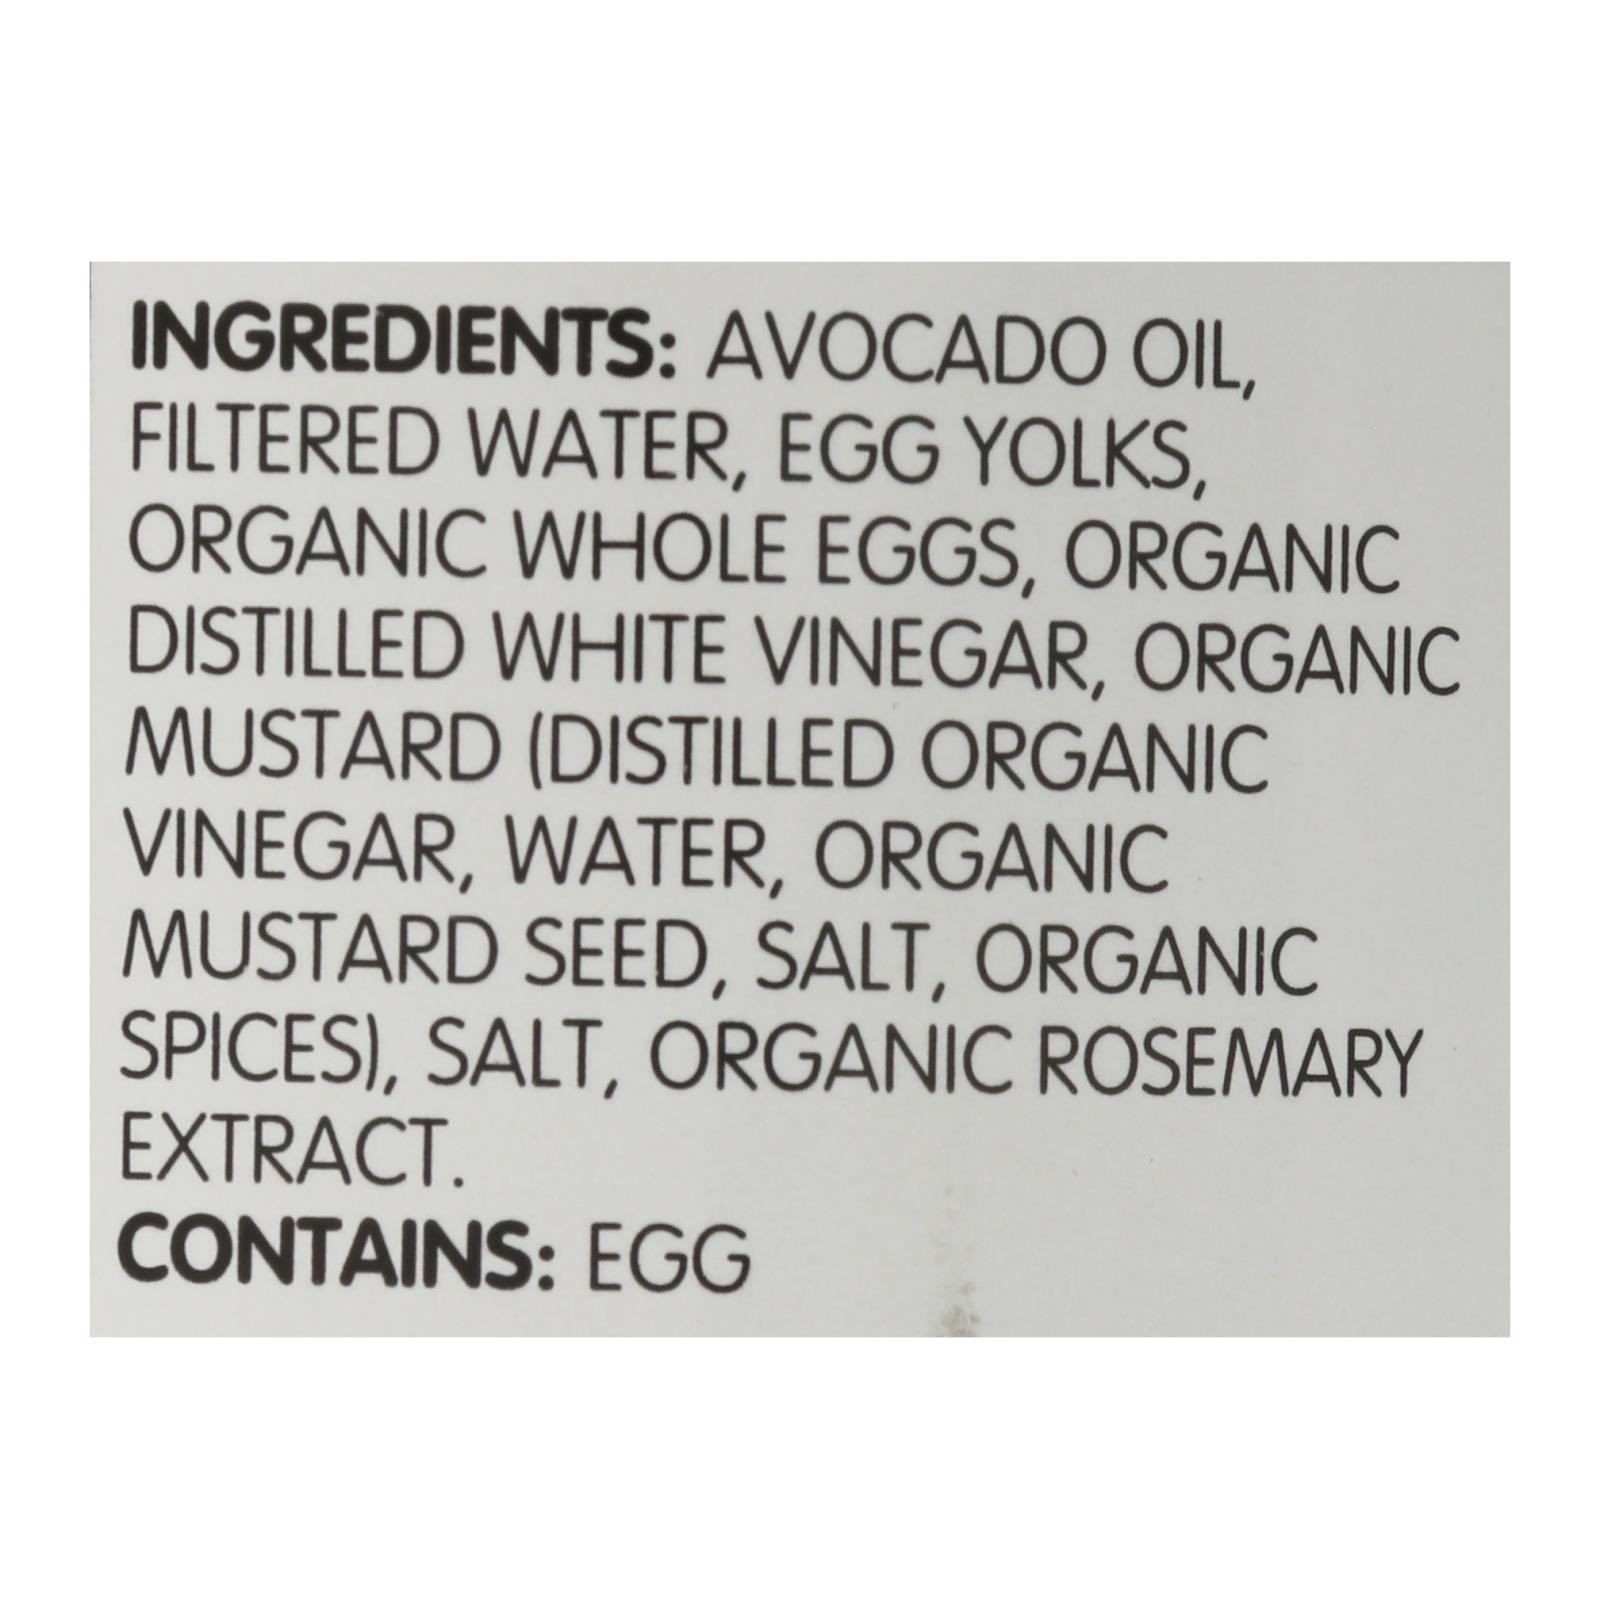 INGREDIENTS: AVOCADO OIL,
FILTERED WATER, EGG YOLKS,
ORGANIC WHOLE EGGS, ORGANIC
DISTILLED WHITE VINEGAR, ORGANIC
MUSTARD (DISTILLED ORGANIC
VINEGAR, WATER, ORGANIC
MUSTARD SEED, SALT, ORGANIC
SPICES), SALT, ORGANIC ROSEMARY
EXTRACT.
CONTAINS: EGG